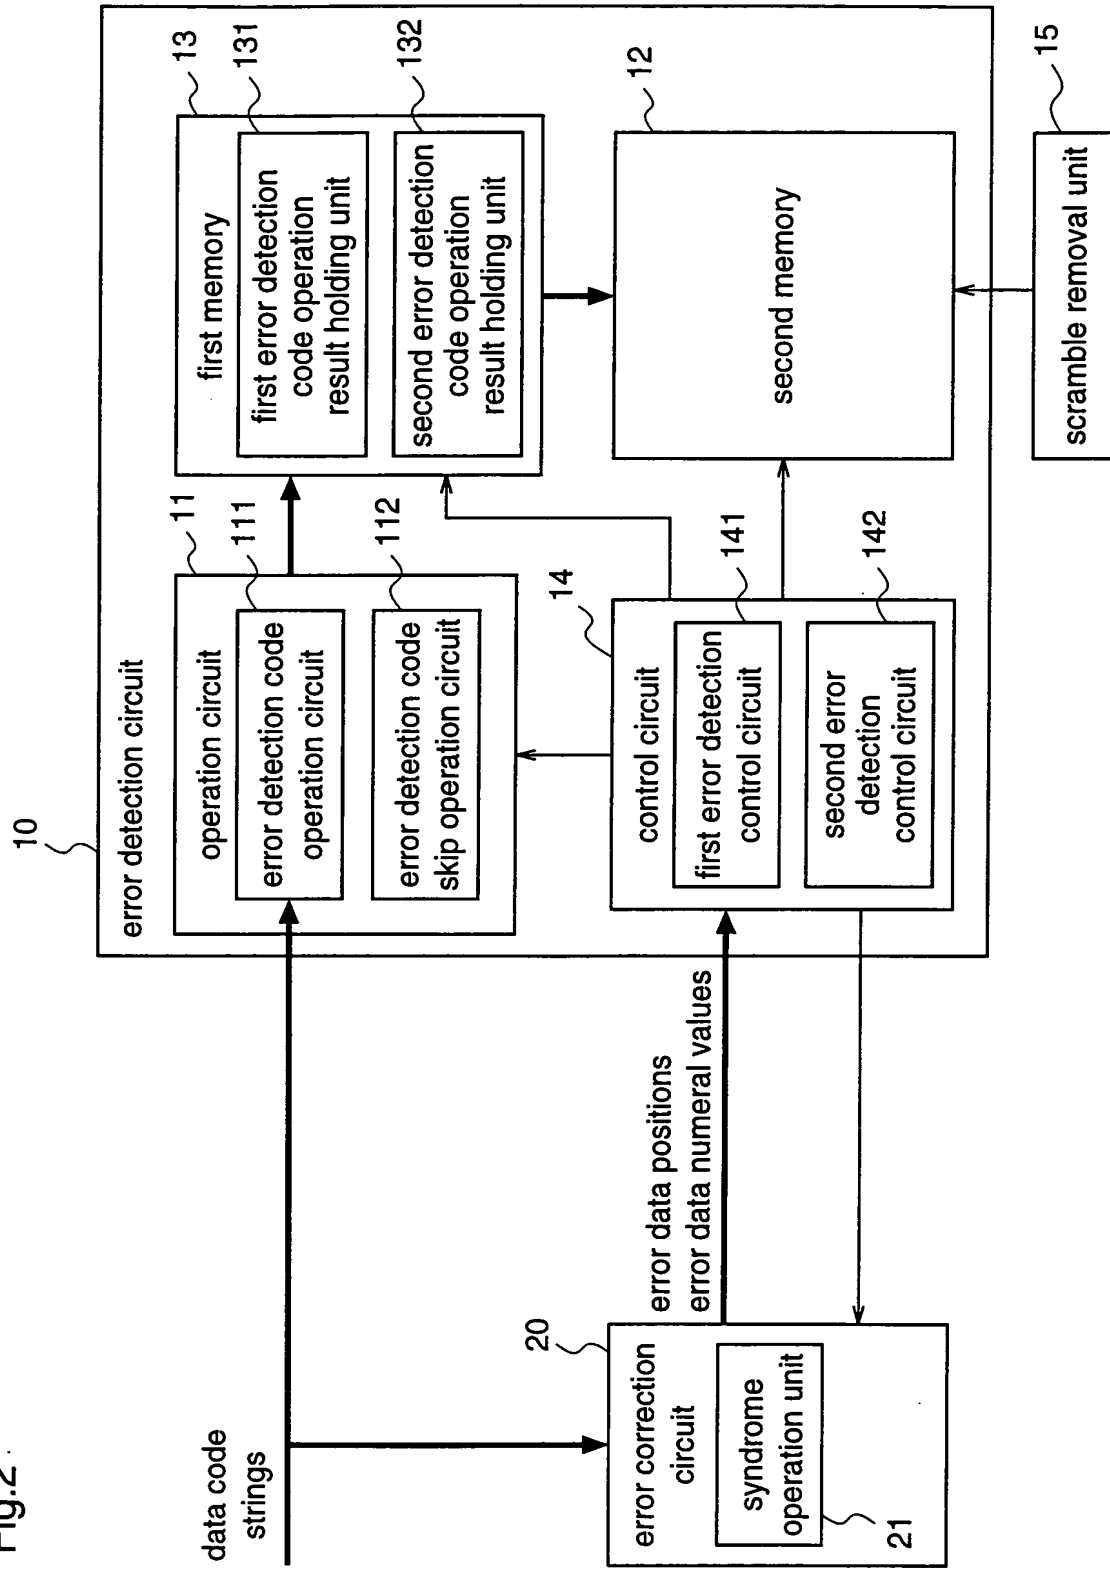 Fig.2
10
error detection circuit
11
operation circuit
111
error detection code
operation circuit
112
error detection code
skip operation circuit
13
first memory
131
first error detection
code operation
result holding unit
132
second error detection
code operation
result holding unit
14
control circuit
141
first error detection
control circuit
142
second error
detection
control circuit
12
second memory
15
scramble removal unit
data code
strings
error data positions
error data numeral values
20
error correction
circuit
syndrome
operation unit
21